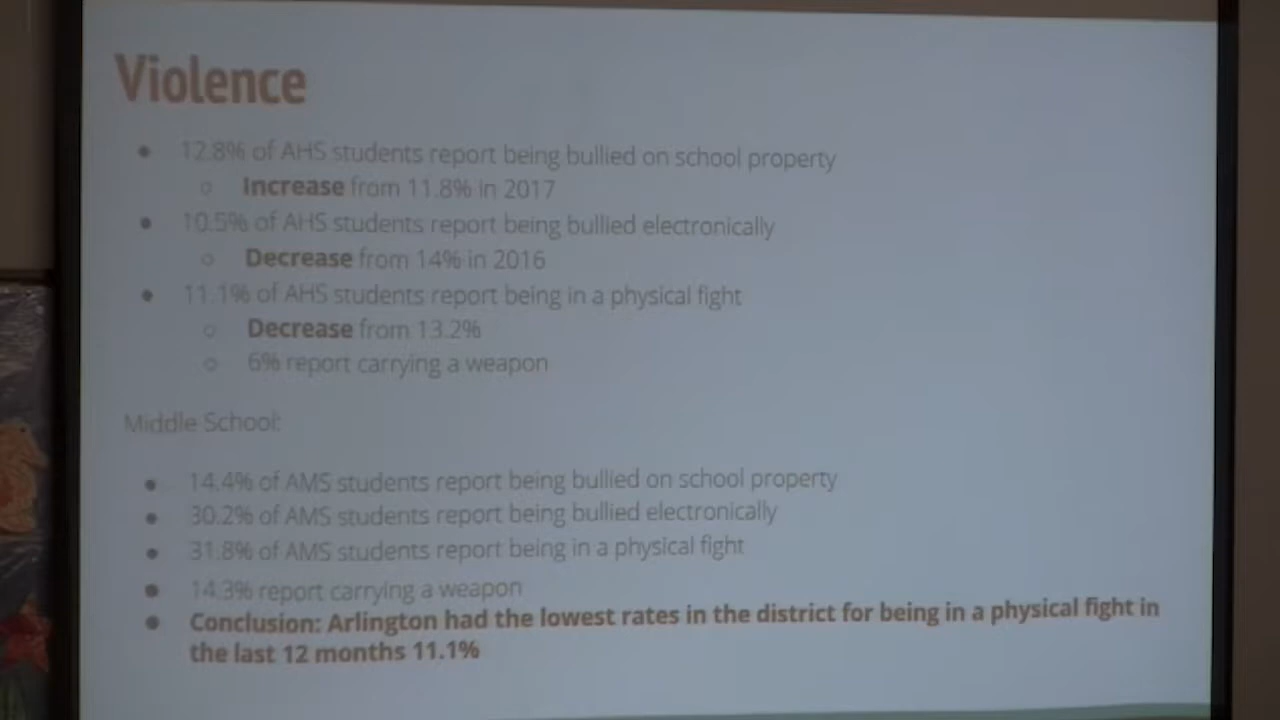 Violence
• 12.8% of AHS students report being bullied on school property
○ Increase from 11.8% in 2017
• 10.5% of AHS students report being bullied electronically
○ Decrease from 14% in 2016
• 11.1% of AHS students report being in a physical fight
○ Decrease from 13.2%
○ 6% report carrying a weapon
Middle School:
• 14.4% of AMS students report being bullied on school property
• 30.2% of AMS students report being bullied electronically
• 31.8% of AMS students report being in a physical fight
• 14.3% report carrying a weapon
• Conclusion: Arlington had the lowest rates in the district for being in a physical fight in
the last 12 months 11.1%